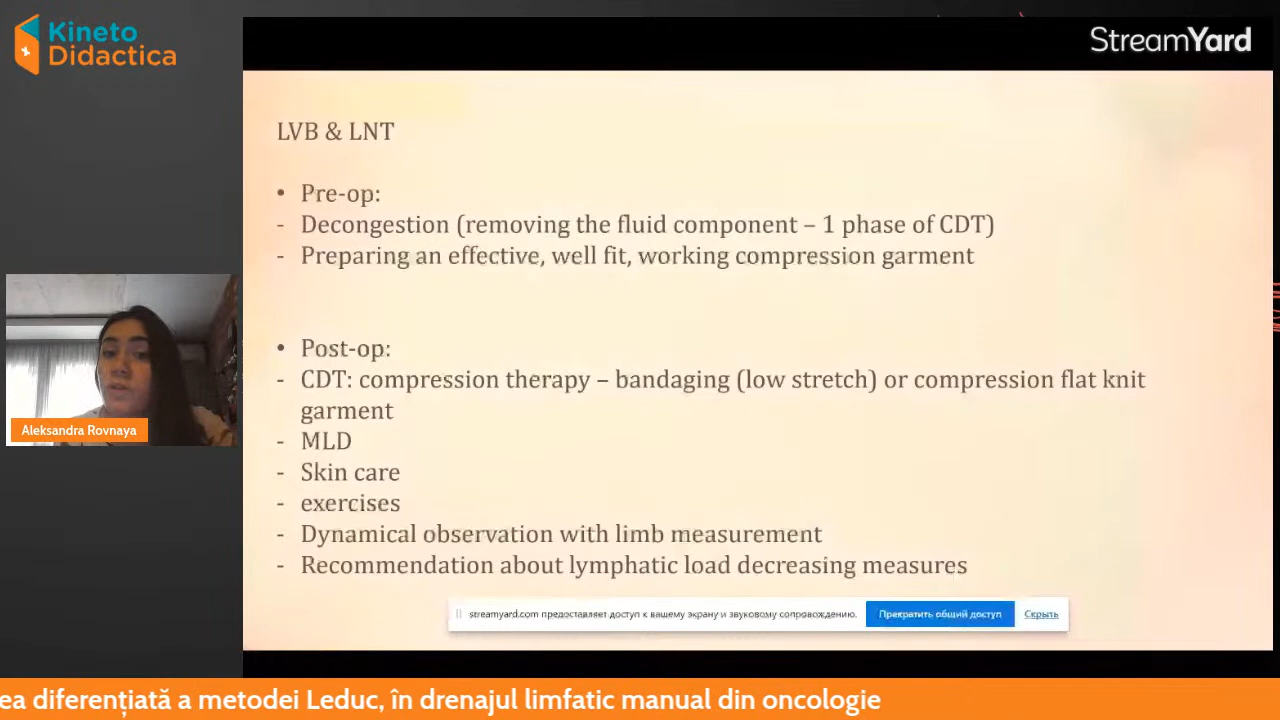 Kineto
Didactica
StreamYard
LVB & LNT
• Pre-op:
- Decongestion (removing the fluid component – 1 phase of CDT)
- Preparing an effective, well fit, working compression garment
• Post-op:
- CDT: compression therapy – bandaging (low stretch) or compression flat knit
garment
- MLD
- Skin care
- exercises
- Dynamical observation with limb measurement
- Recommendation about lymphatic load decreasing measures
Aleksandra Rovnaya
streamyard.com предоставляет доступ к вашему экрану и звуковому сопровождению.
Прекратить общий доступ
Скрыть
ea diferențiată a metodei Leduc, în drenajul limfatic manual din oncologie